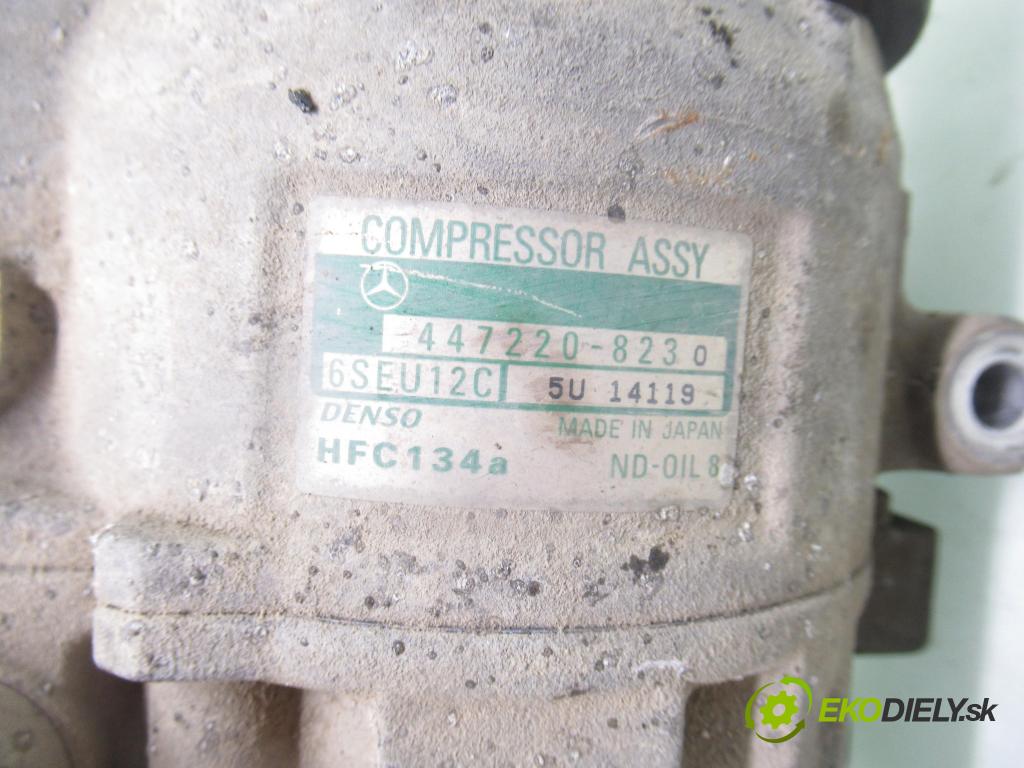 COMPRESSOR ASSY
447220-8230
6SEU12C 5U 14119
DENSO MADE IN JAPAN
HFC134a ND-OIL 8
EKODIELY.sk